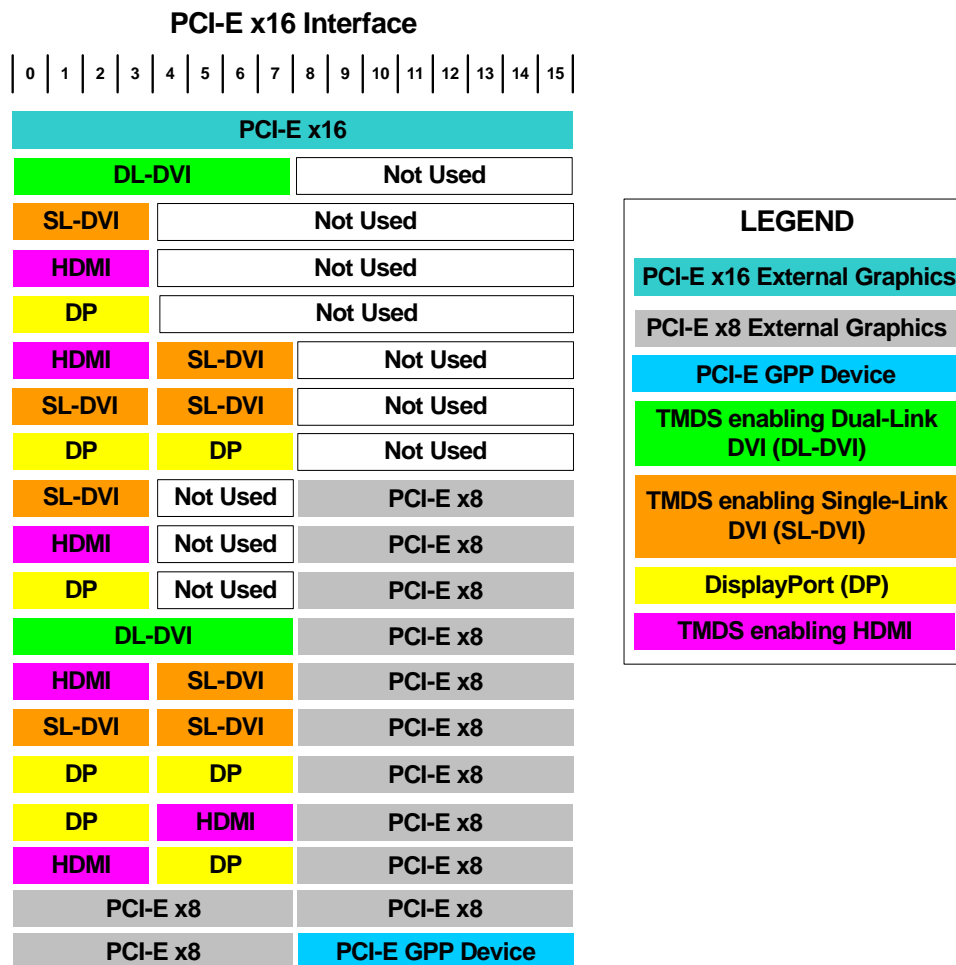 PCI-E x16 Interface
0 1 2 3 4 5 6 7 8 9 10 11 12 13 14 15
PCI-E x16
DL-DVI Not Used
SL-DVI Not Used
HDMI Not Used
DP Not Used
HDMI SL-DVI Not Used
SL-DVI SL-DVI Not Used
DP DP Not Used
SL-DVI Not Used PCI-E x8
HDMI Not Used PCI-E x8
DP Not Used PCI-E x8
DL-DVI PCI-E x8
HDMI SL-DVI PCI-E x8
SL-DVI SL-DVI PCI-E x8
DP DP PCI-E x8
DP HDMI PCI-E x8
HDMI DP PCI-E x8
PCI-E x8 PCI-E x8
PCI-E x8 PCI-E GPP Device
LEGEND
PCI-E x16 External Graphics
PCI-E x8 External Graphics
PCI-E GPP Device
TMDS enabling Dual-Link
DVI (DL-DVI)
TMDS enabling Single-Link
DVI (SL-DVI)
DisplayPort (DP)
TMDS enabling HDMI